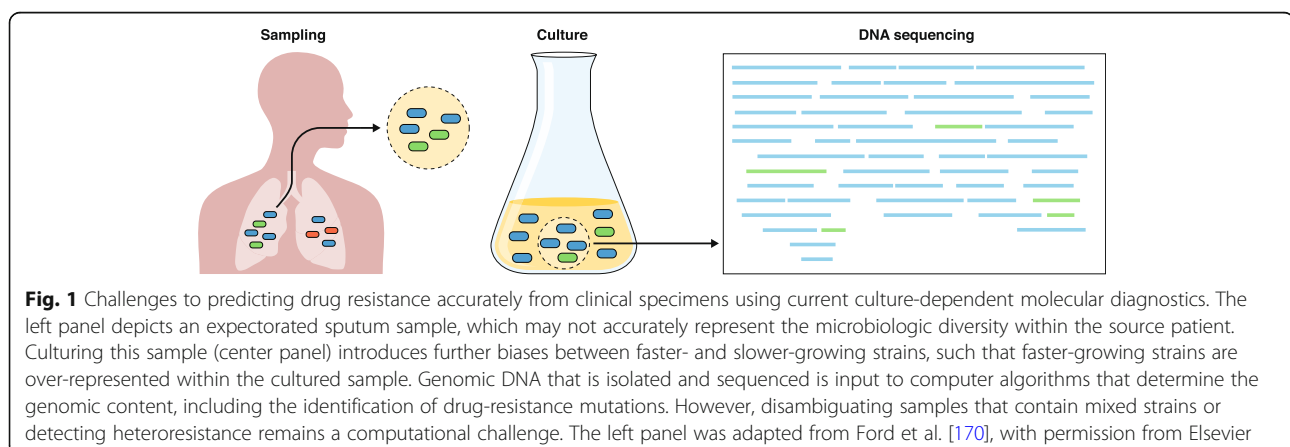 Sampling
Culture
DNA sequencing
Fig. 1 Challenges to predicting drug resistance accurately from clinical specimens using current culture-dependent molecular diagnostics. The
left panel depicts an expectorated sputum sample, which may not accurately represent the microbiologic diversity within the source patient.
Culturing this sample (center panel) introduces further biases between faster- and slower-growing strains, such that faster-growing strains are
over-represented within the cultured sample. Genomic DNA that is isolated and sequenced is input to computer algorithms that determine the
genomic content, including the identification of drug-resistance mutations. However, disambiguating samples that contain mixed strains or
detecting heteroresistance remains a computational challenge. The left panel was adapted from Ford et al. [170], with permission from Elsevier